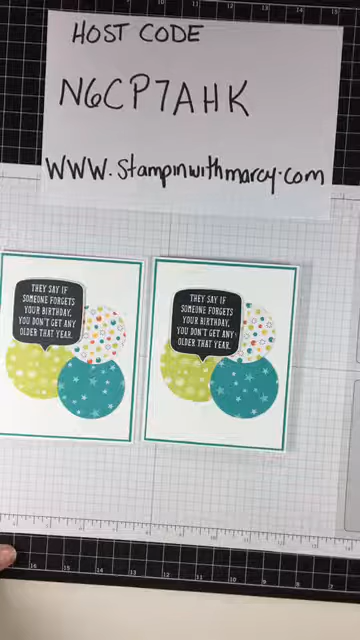 HOST CODE
N6CP7AHK
WWW.stampinwithmarcy.com
THEY SAY IF
SOMEONE FORGETS
YOUR BIRTHDAY,
YOU DON'T GET ANY
OLDER THAT YEAR.
THEY SAY IF
SOMEONE FORGETS
YOUR BIRTHDAY,
YOU DON'T GET ANY
OLDER THAT YEAR.